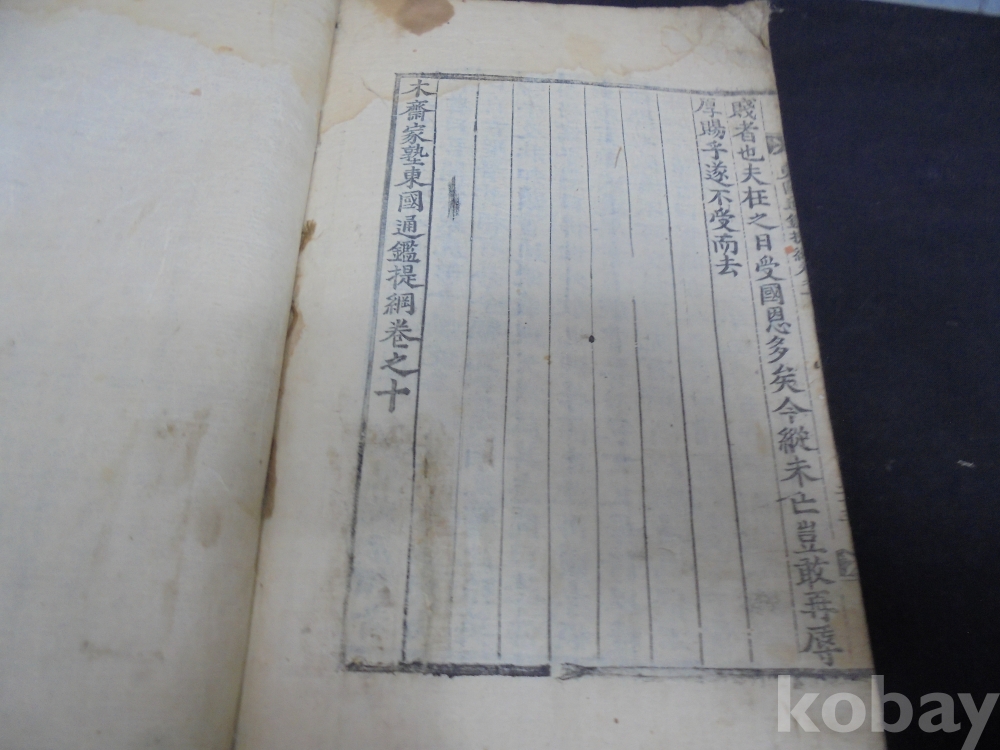 賤者也夫在之日受國恩多矣今縱未亡豈敢再辱
厚賜乎遂不受而去
木齋家塾東國通鑑提綱卷之十
kobay